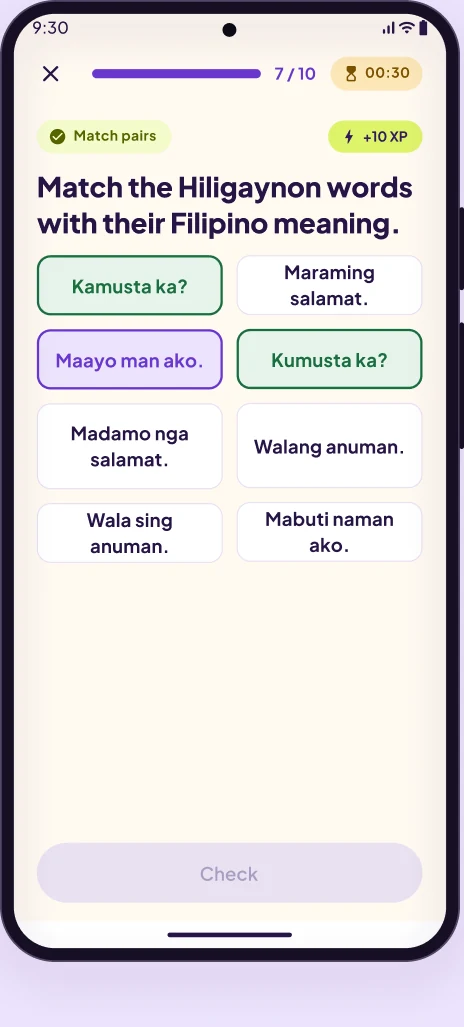 9:30
7 / 10
00:30
Match pairs
+10 XP
Match the Hiligaynon words
with their Filipino meaning.
Kamusta ka?
Maraming
salamat.
Maayo man ako.
Kumusta ka?
Madamo nga
salamat.
Walang anuman.
Wala sing
anuman.
Mabuti naman
ako.
Check